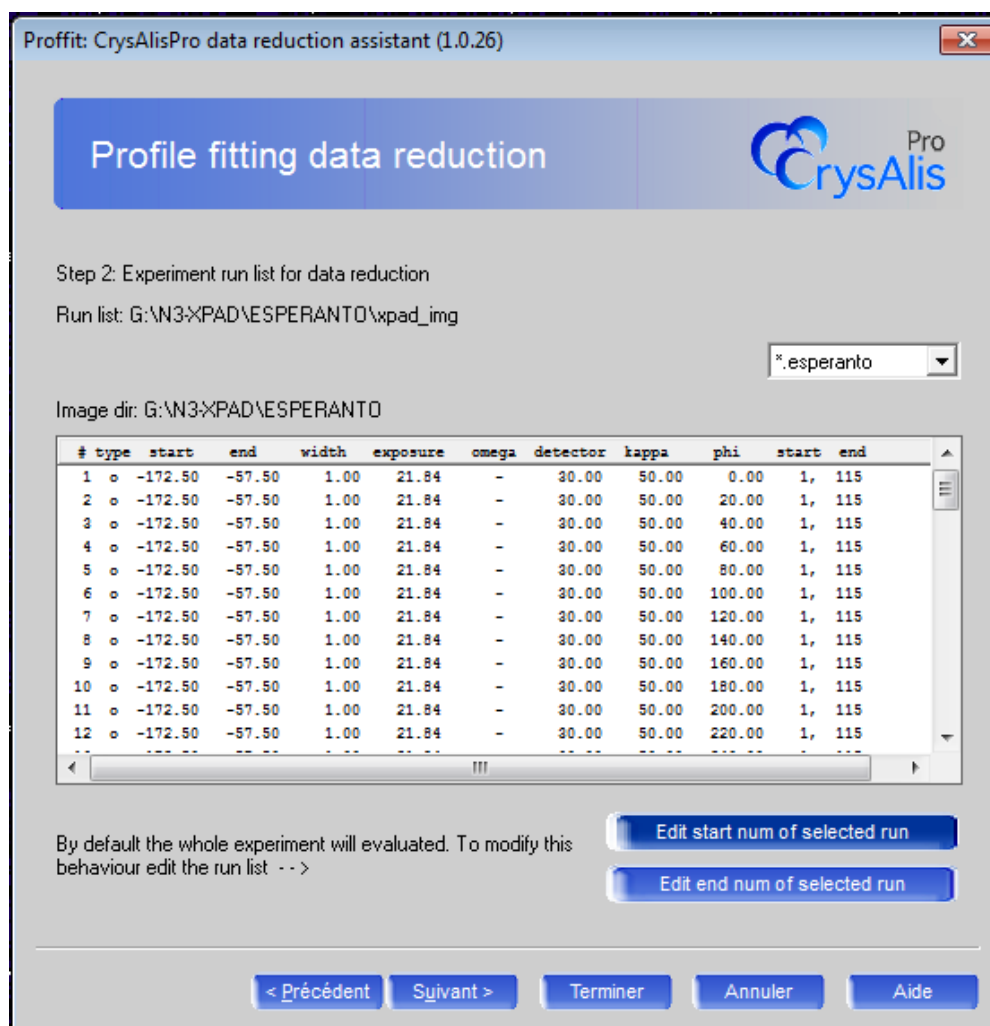 Proffit: CrysAlisPro data reduction assistant (1.0.26)
Profile fitting data reduction
CrysAlis Pro
Step 2: Experiment run list for data reduction
Run list: G:\N3-XPAD\ESPERANTO\xpad_img
*.esperanto
Image dir: G:\N3-XPAD\ESPERANTO
# type start end width exposure omega detector kappa phi start end
1 o -172.50 -57.50 1.00 21.84 - 30.00 50.00 0.00 1, 115
2 o -172.50 -57.50 1.00 21.84 - 30.00 50.00 20.00 1, 115
3 o -172.50 -57.50 1.00 21.84 - 30.00 50.00 40.00 1, 115
4 o -172.50 -57.50 1.00 21.84 - 30.00 50.00 60.00 1, 115
5 o -172.50 -57.50 1.00 21.84 - 30.00 50.00 80.00 1, 115
6 o -172.50 -57.50 1.00 21.84 - 30.00 50.00 100.00 1, 115
7 o -172.50 -57.50 1.00 21.84 - 30.00 50.00 120.00 1, 115
8 o -172.50 -57.50 1.00 21.84 - 30.00 50.00 140.00 1, 115
9 o -172.50 -57.50 1.00 21.84 - 30.00 50.00 160.00 1, 115
10 o -172.50 -57.50 1.00 21.84 - 30.00 50.00 180.00 1, 115
11 o -172.50 -57.50 1.00 21.84 - 30.00 50.00 200.00 1, 115
12 o -172.50 -57.50 1.00 21.84 - 30.00 50.00 220.00 1, 115
By default the whole experiment will evaluated. To modify this
behaviour edit the run list - - >
Edit start num of selected run
Edit end num of selected run
< Précédent
Suivant >
Terminer
Annuler
Aide